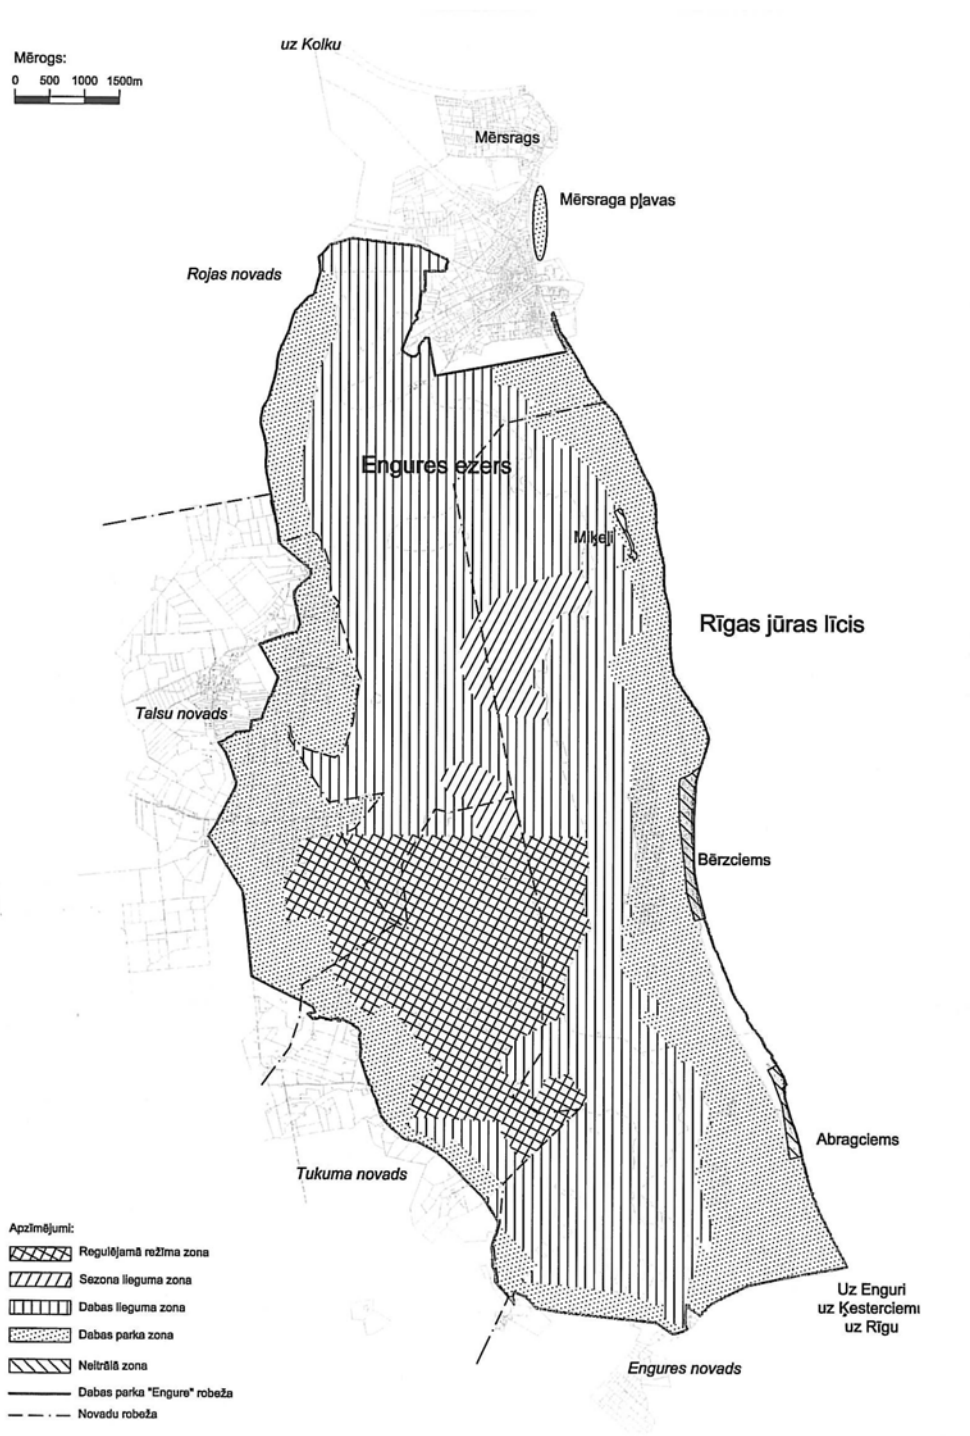 uz Kolku
Mērogs:
0 500 1000 1500m
Mērsrags
Mērsraga pļavas
Rojas novads
Engures ezers
Miķeļi
Rīgas jūras līcis
Talsu novads
Bērzciems
Abragciems
Tukuma novads
Apzīmējumi:
Regulējamā režīma zona
Sezona lieguma zona
Dabas lieguma zona
Dabas parka zona
Neitrālā zona
Dabas parka "Engure" robeža
Novadu robeža
Uz Enguri
uz Ķesterciemı
uz Rīgu
Engures novads